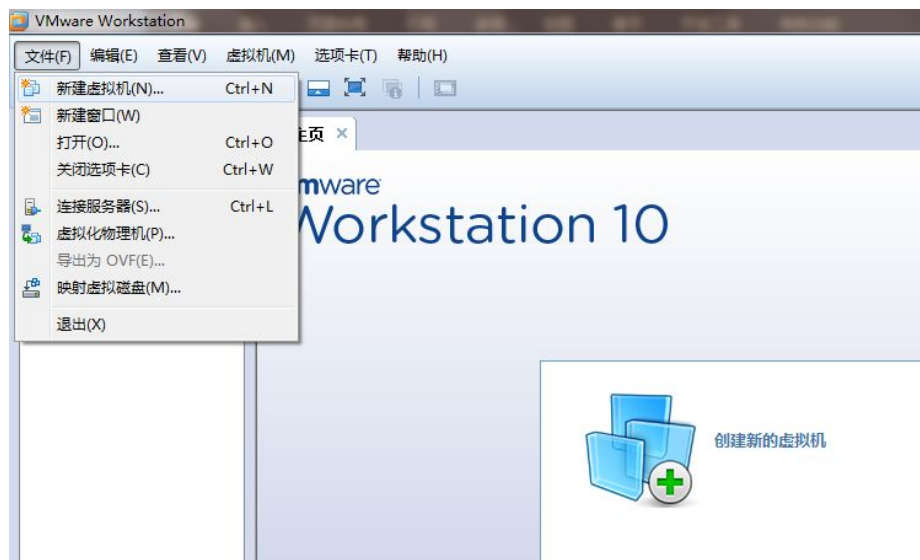 VMware Workstation
文件(F) 编辑(E) 查看(V) 虚拟机(M) 选项卡(T) 帮助(H)
新建虚拟机(N)... Ctrl+N
新建窗口(W)
打开(O)... Ctrl+O
关闭选项卡(C) Ctrl+W
连接服务器(S)... Ctrl+L
虚拟化物理机(P)...
导出为 OVF(E)...
映射虚拟磁盘(M)...
退出(X)
主页 ×
mware
Workstation 10
创建新的虚拟机